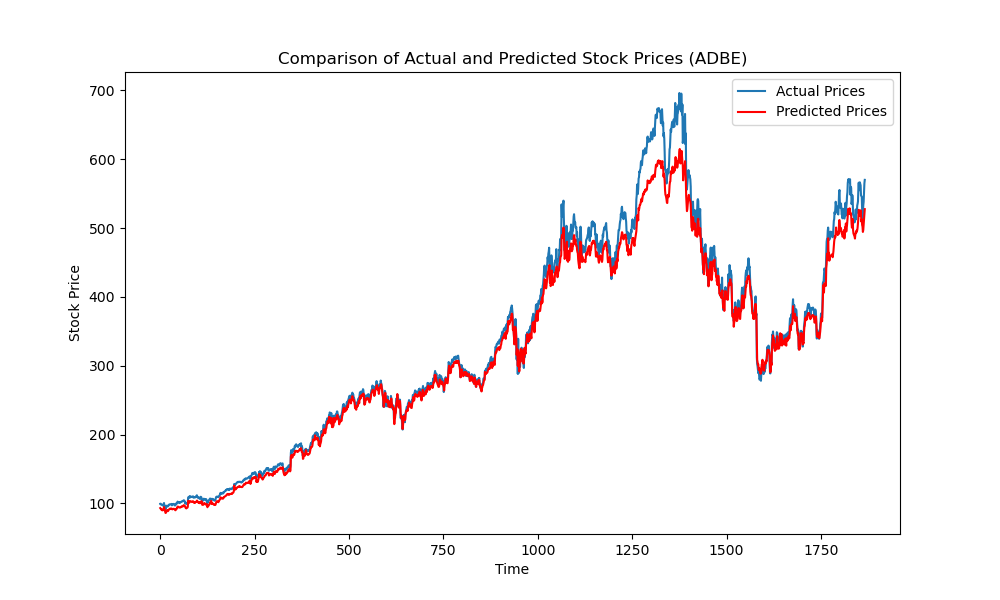 Comparison of Actual and Predicted Stock Prices (ADBE)
Actual Prices
Predicted Prices
700
600
500
400
300
200
100
Stock Price
0 250 500 750 1000 1250 1500 1750
Time